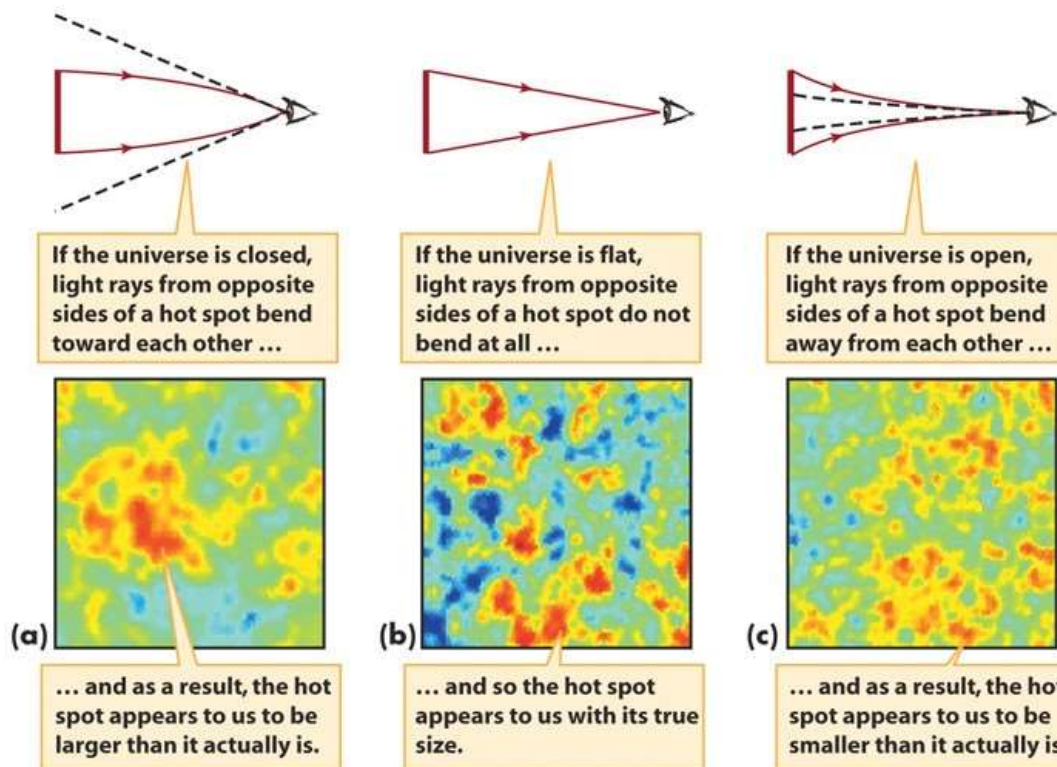 If the universe is closed,
light rays from opposite
sides of a hot spot bend
toward each other ...
If the universe is flat,
light rays from opposite
sides of a hot spot do not
bend at all ...
If the universe is open,
light rays from opposite
sides of a hot spot bend
away from each other ...
(a)
(b)
(c)
... and as a result, the hot
spot appears to us to be
larger than it actually is.
... and so the hot spot
appears to us with its true
size.
... and as a result, the hot
spot appears to us to be
smaller than it actually is